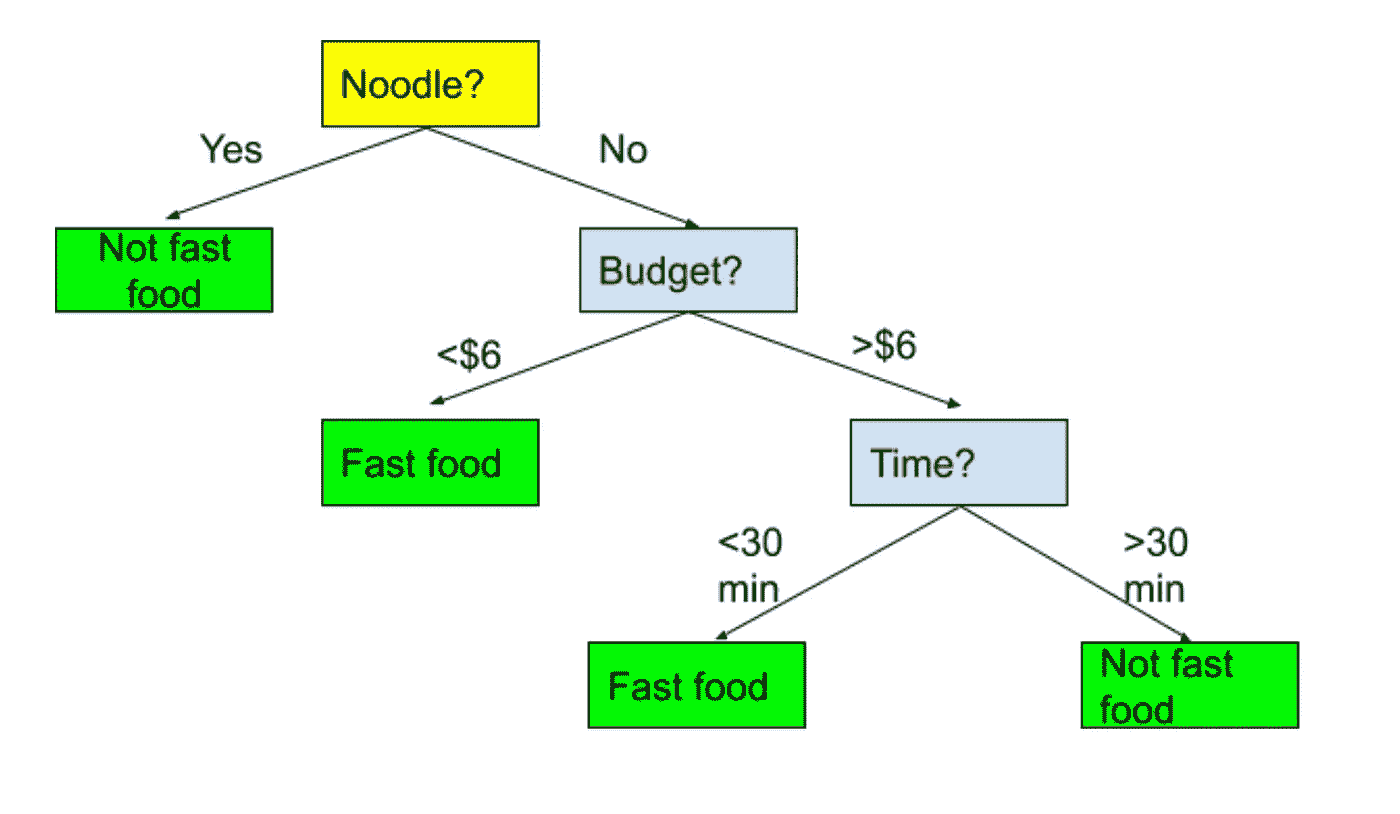 Noodle?
Yes
No
Not fast
food
Budget?
<$6
>$6
Fast food
Time?
<30
min
>30
min
Fast food
Not fast
food